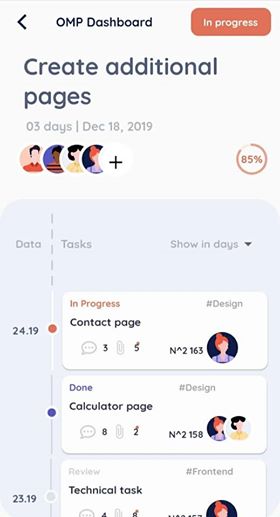 OMP Dashboard
In progress
Create additional
pages
03 days | Dec 18, 2019
85%
Data
Tasks
Show in days
24.19
In Progress
#Design
Contact page
3
5
N^2 163
Done
#Design
Calculator page
8
2
N^2 158
23.19
Review
#Frontend
Technical task
4
8